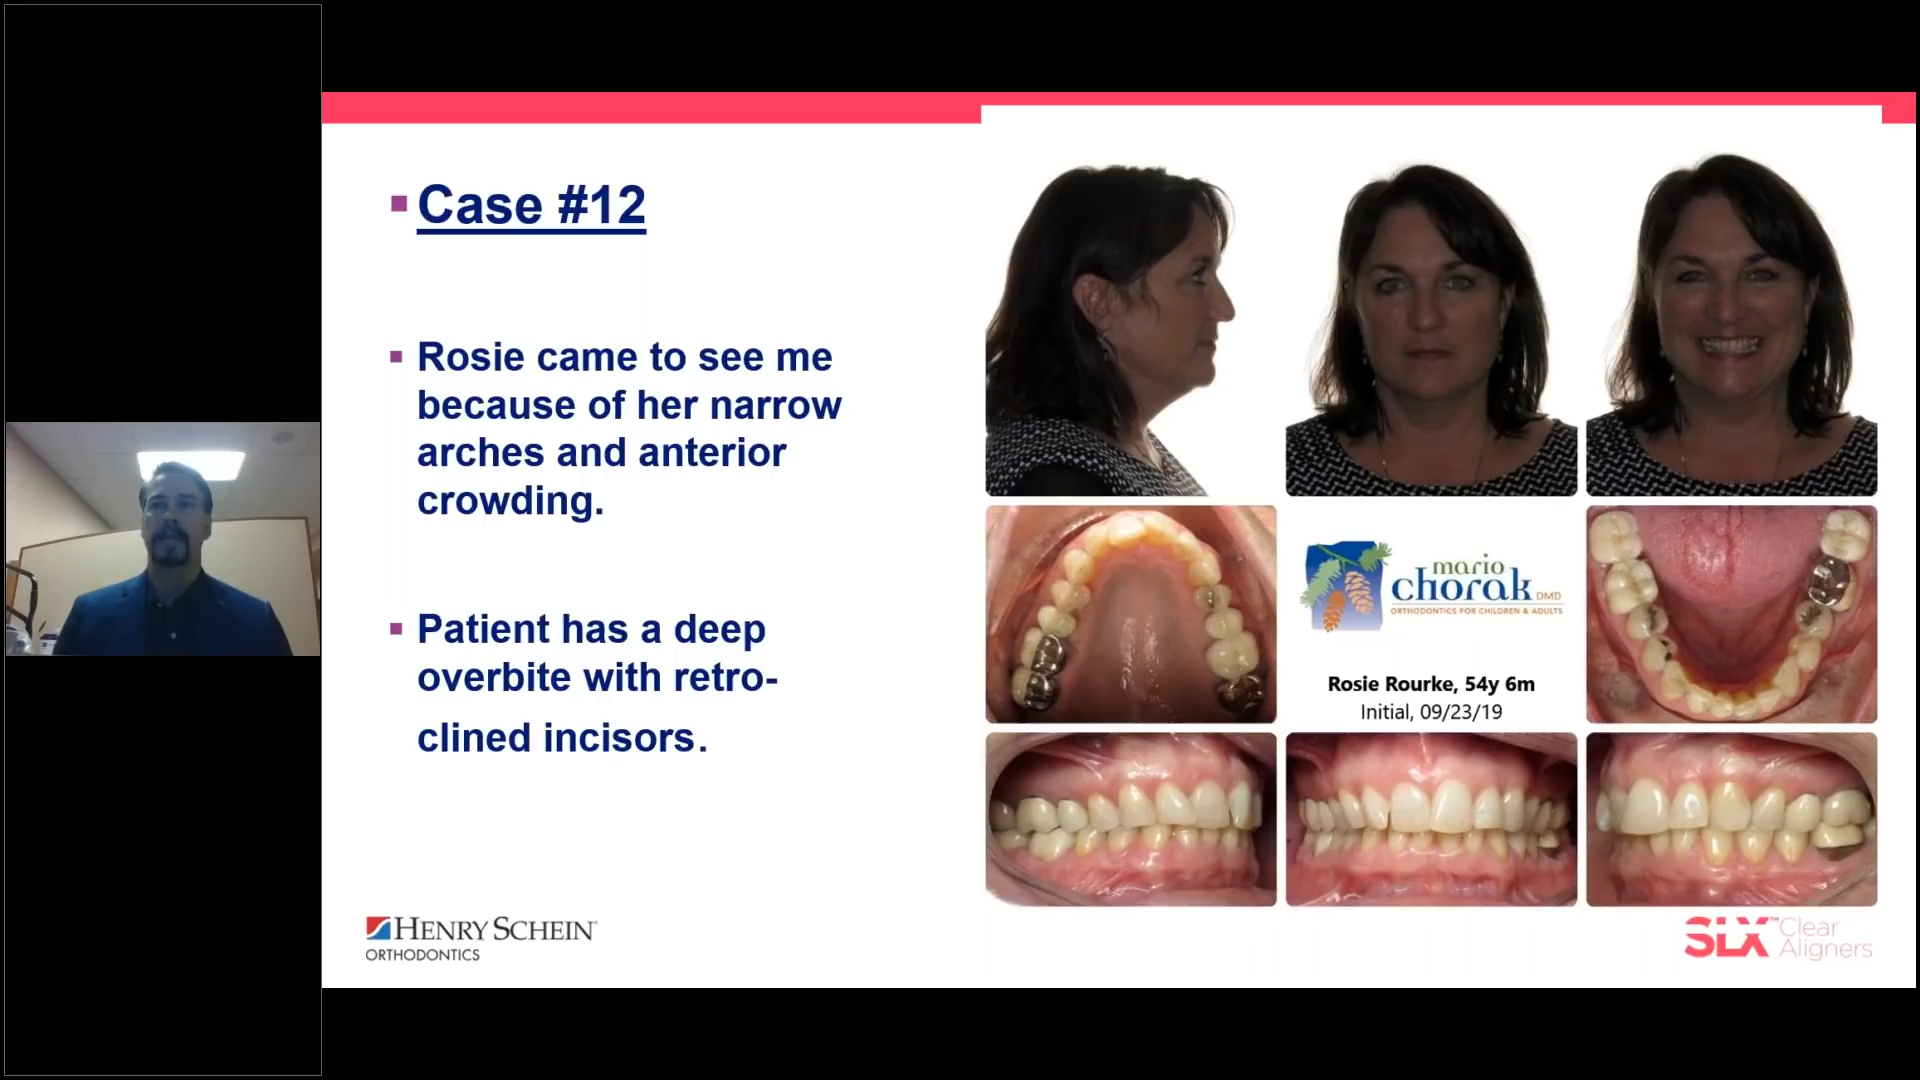 Case #12
Rosie came to see me
because of her narrow
arches and anterior
crowding.
Patient has a deep
overbite with retro-
clined incisors.
mario
chorak DMD
ORTHODONTICS FOR CHILDREN & ADULTS
Rosie Rourke, 54y 6m
Initial, 09/23/19
HENRY SCHEIN®
ORTHODONTICS
SLX™ Clear
Aligners